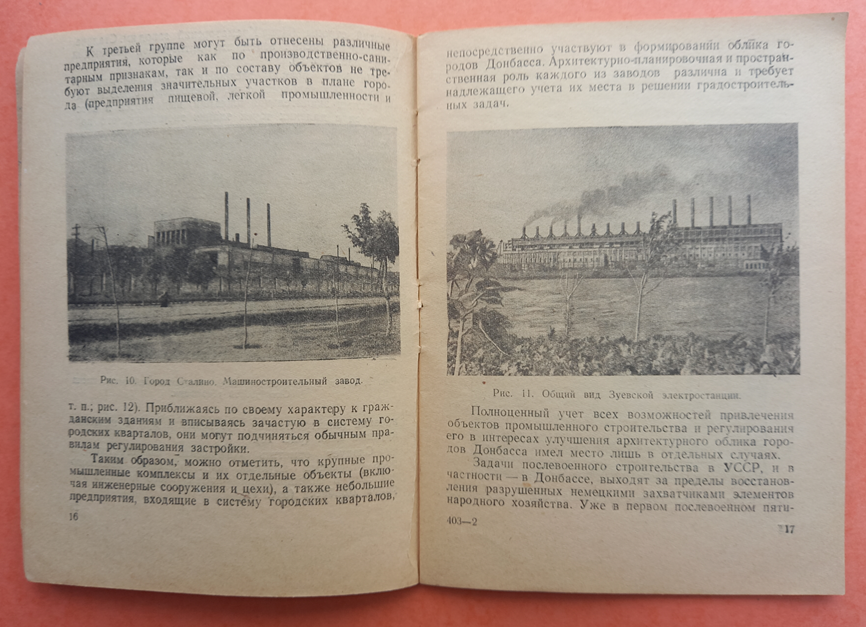 К третьей группе могут быть отнесены различные
предприятия, которые как по производственно-сани-
тарным признакам, так и по составу объектов не тре-
буют выделения значительных участков в плане горо-
да (предприятия пищевой, легкой промышленности и
Рис. 10. Город Сталино. Машиностроительный завод.
т. п.; рис. 12). Приближаясь по своему характеру к граж-
данским зданиям и вписываясь зачастую в систему го-
родских кварталов, они могут подчиняться обычным пра-
вилам регулирования застройки.
Таким образом, можно отметить, что крупные про-
мышленные комплексы и их отдельные объекты (вклю-
чая инженерные сооружения и цехи), а также небольшие
предприятия, входящие в систему городских кварталов,
16
непосредственно участвуют в формировании облика го-
родов Донбасса. Архитектурно-планировочная и простран-
ственная роль каждого из заводов различна и требует
надлежащего учета их места в решении градостроитель-
ных задач.
Рис. 11. Общий вид Зуевской электростанции.
Полноценный учет всех возможностей привлечения
объектов промышленного строительства и регулирования
его в интересах улучшения архитектурного облика горо-
дов Донбасса имел место лишь в отдельных случаях.
Задачи послевоенного строительства в УССР, и в
частности — в Донбассе, выходят за пределы восстанов-
ления разрушенных немецкими захватчиками элементов
народного хозяйства. Уже в первом послевоенном пяти-
403—2
17